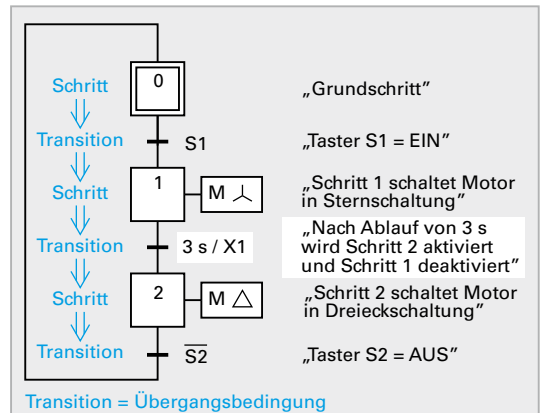 Schritt 0 „Grundschritt”
Transition S1 „Taster S1 = EIN”
Schritt 1 M „Schritt 1 schaltet Motor
in Sternschaltung”
Transition 3 s / X1 „Nach Ablauf von 3 s
wird Schritt 2 aktiviert
und Schritt 1 deaktiviert”
Schritt 2 M △ „Schritt 2 schaltet Motor
in Dreieckschaltung”
Transition S̅2̅ „Taster S2 = AUS”
Transition = Übergangsbedingung